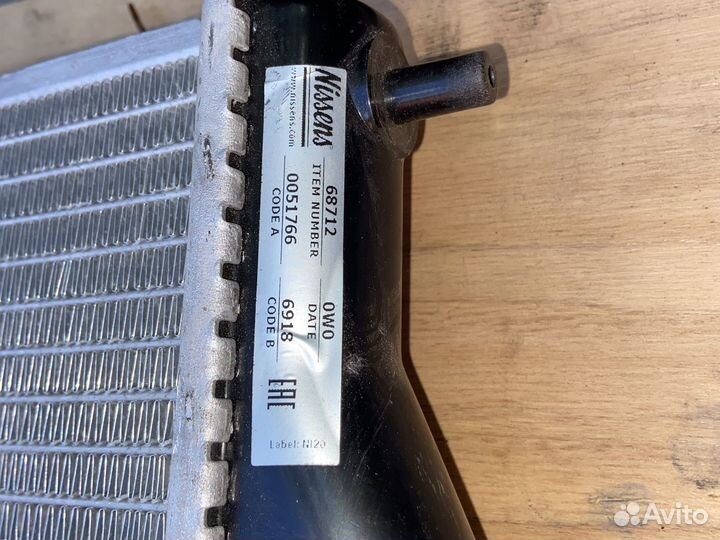 Nissens
www.nissens.com
68712
ITEM NUMBER
0051766
CODE A
0W0
DATE
6918
CODE B
EAC
Label: NI20
Avito